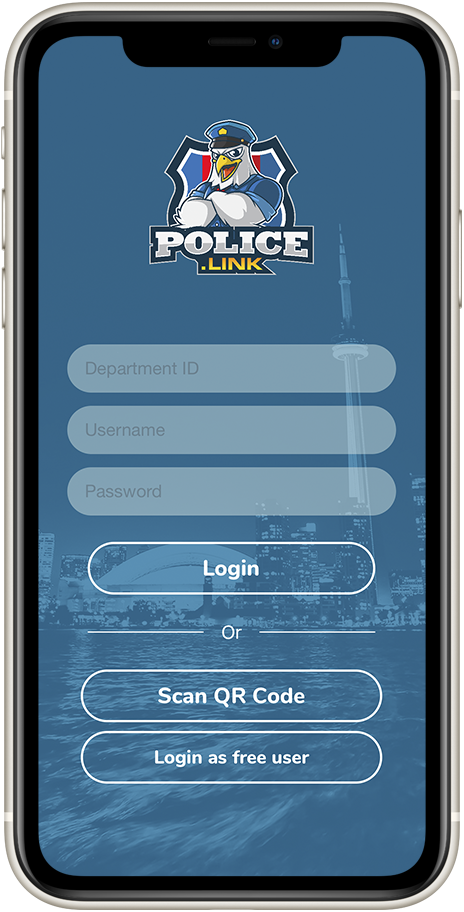 POLICE
.LINK
Department ID
Username
Password
Login
Or
Scan QR Code
Login as free user